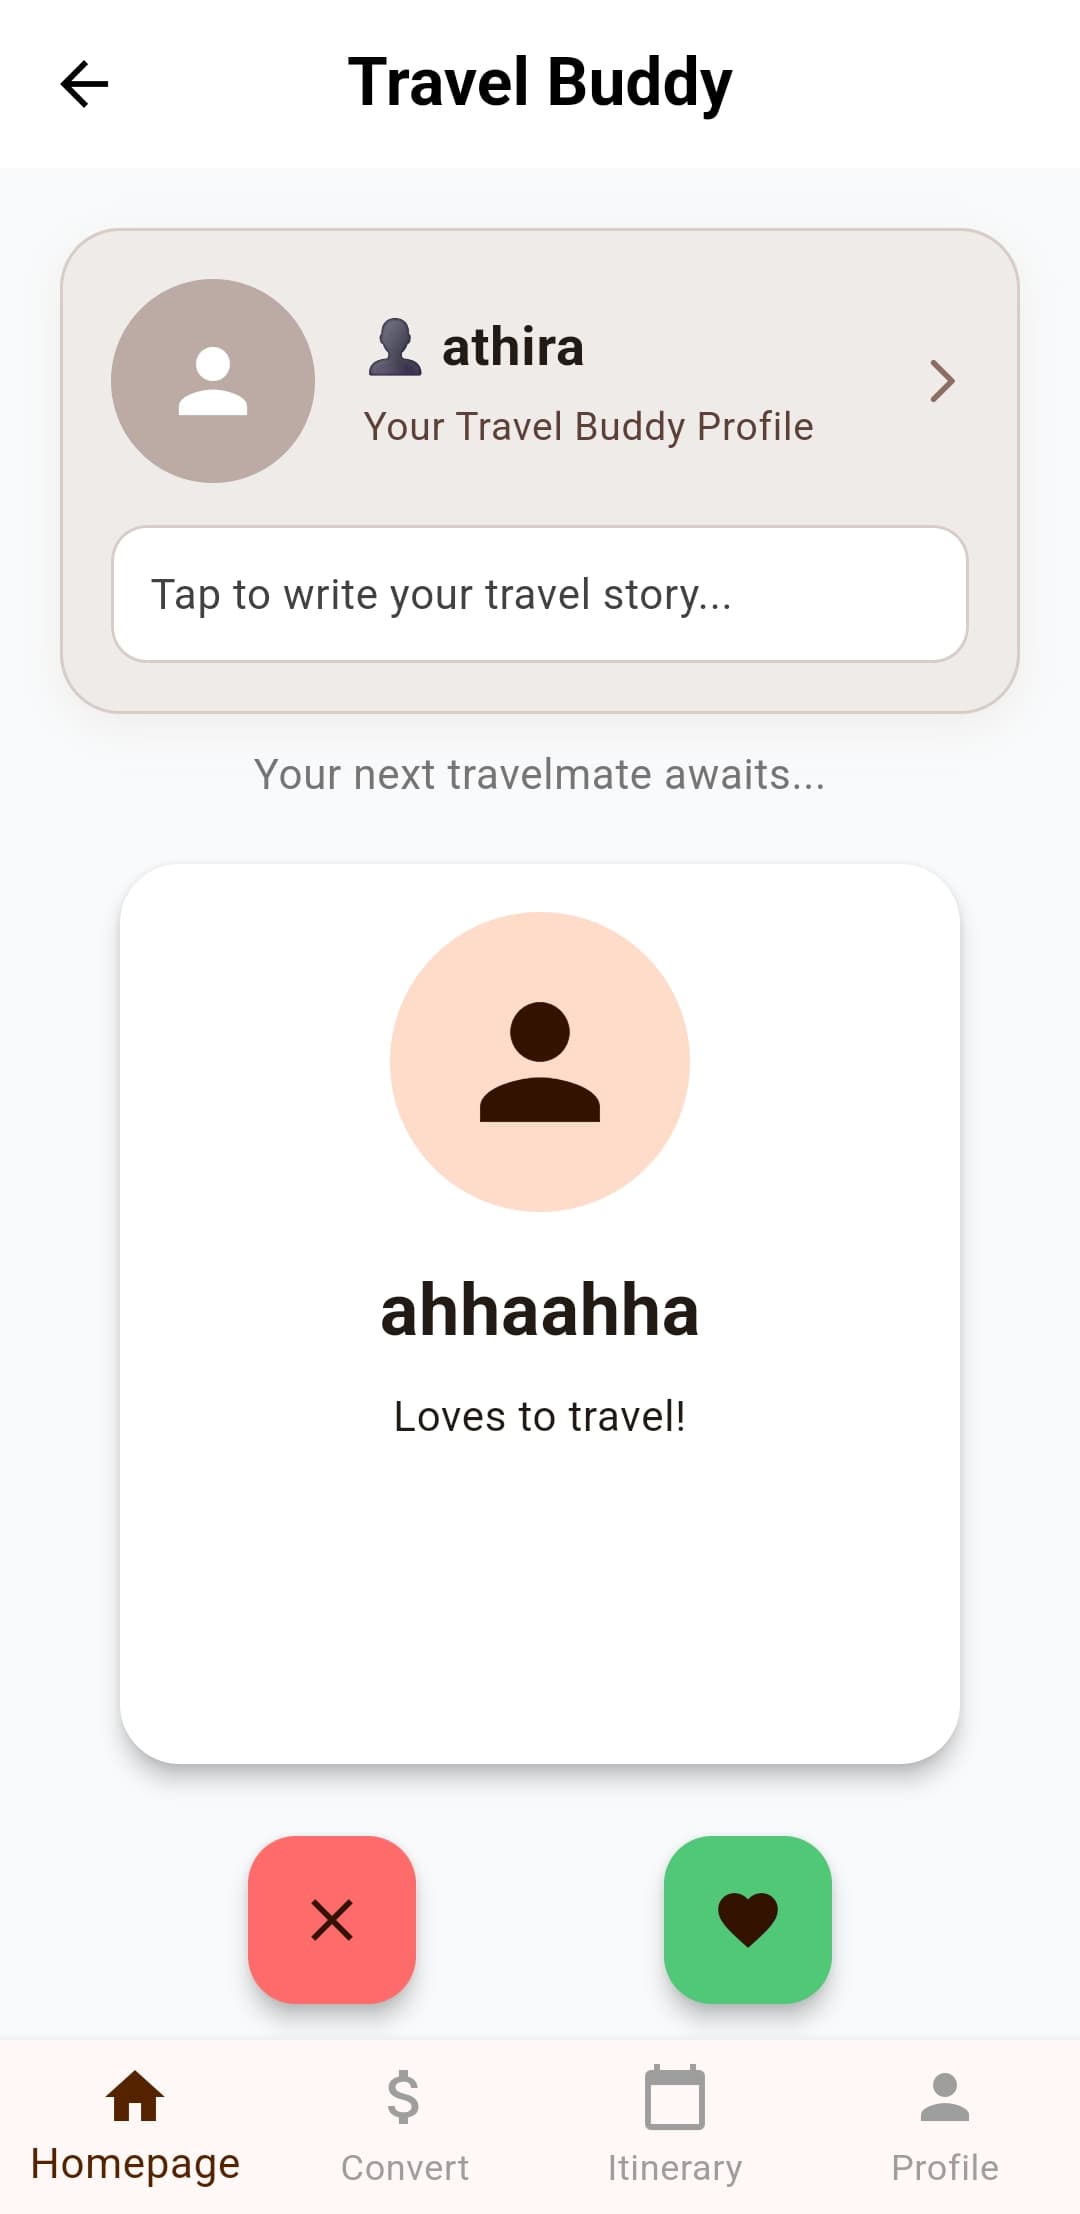 Travel Buddy
👤 athira
Your Travel Buddy Profile
Tap to write your travel story...
Your next travelmate awaits...
ahhaahha
Loves to travel!
Homepage
Convert
Itinerary
Profile